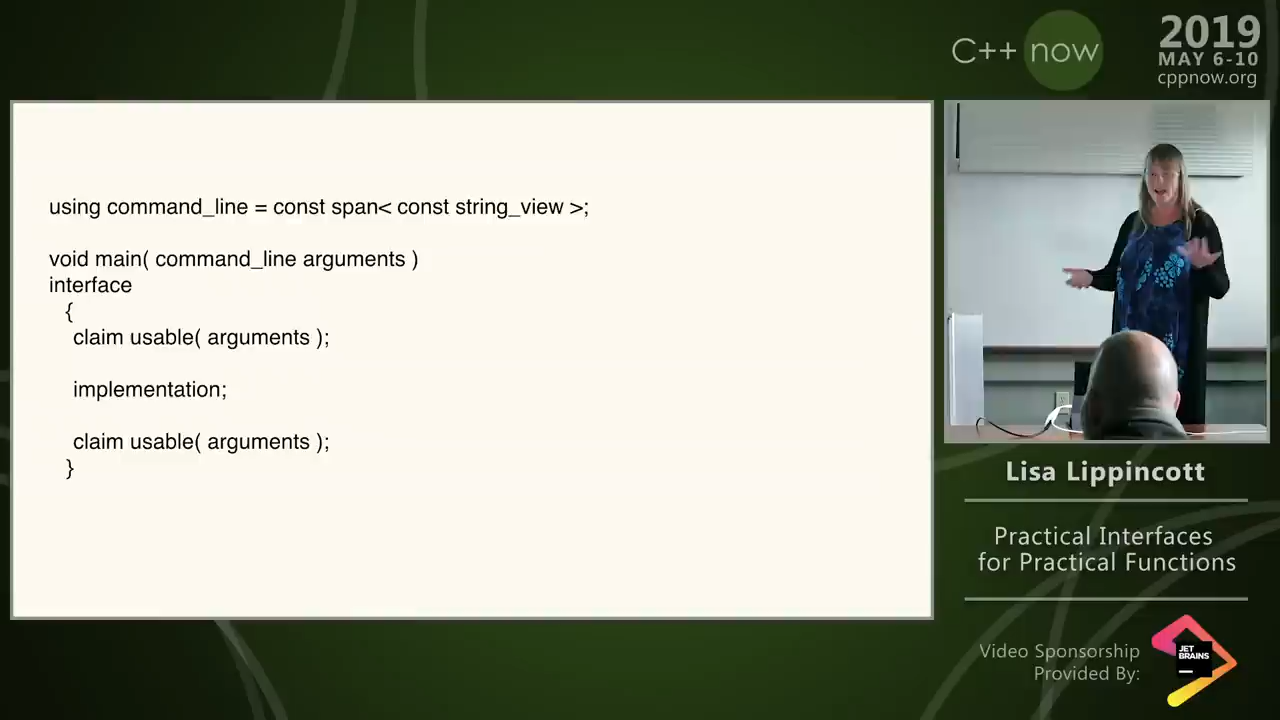 C++ now
2019
MAY 6-10
cppnow.org
using command_line = const span< const string_view >;
void main( command_line arguments )
interface
{
claim usable( arguments );
implementation;
claim usable( arguments );
}
Lisa Lippincott
Practical Interfaces
for Practical Functions
Video Sponsorship
Provided By:
JET
BRAINS